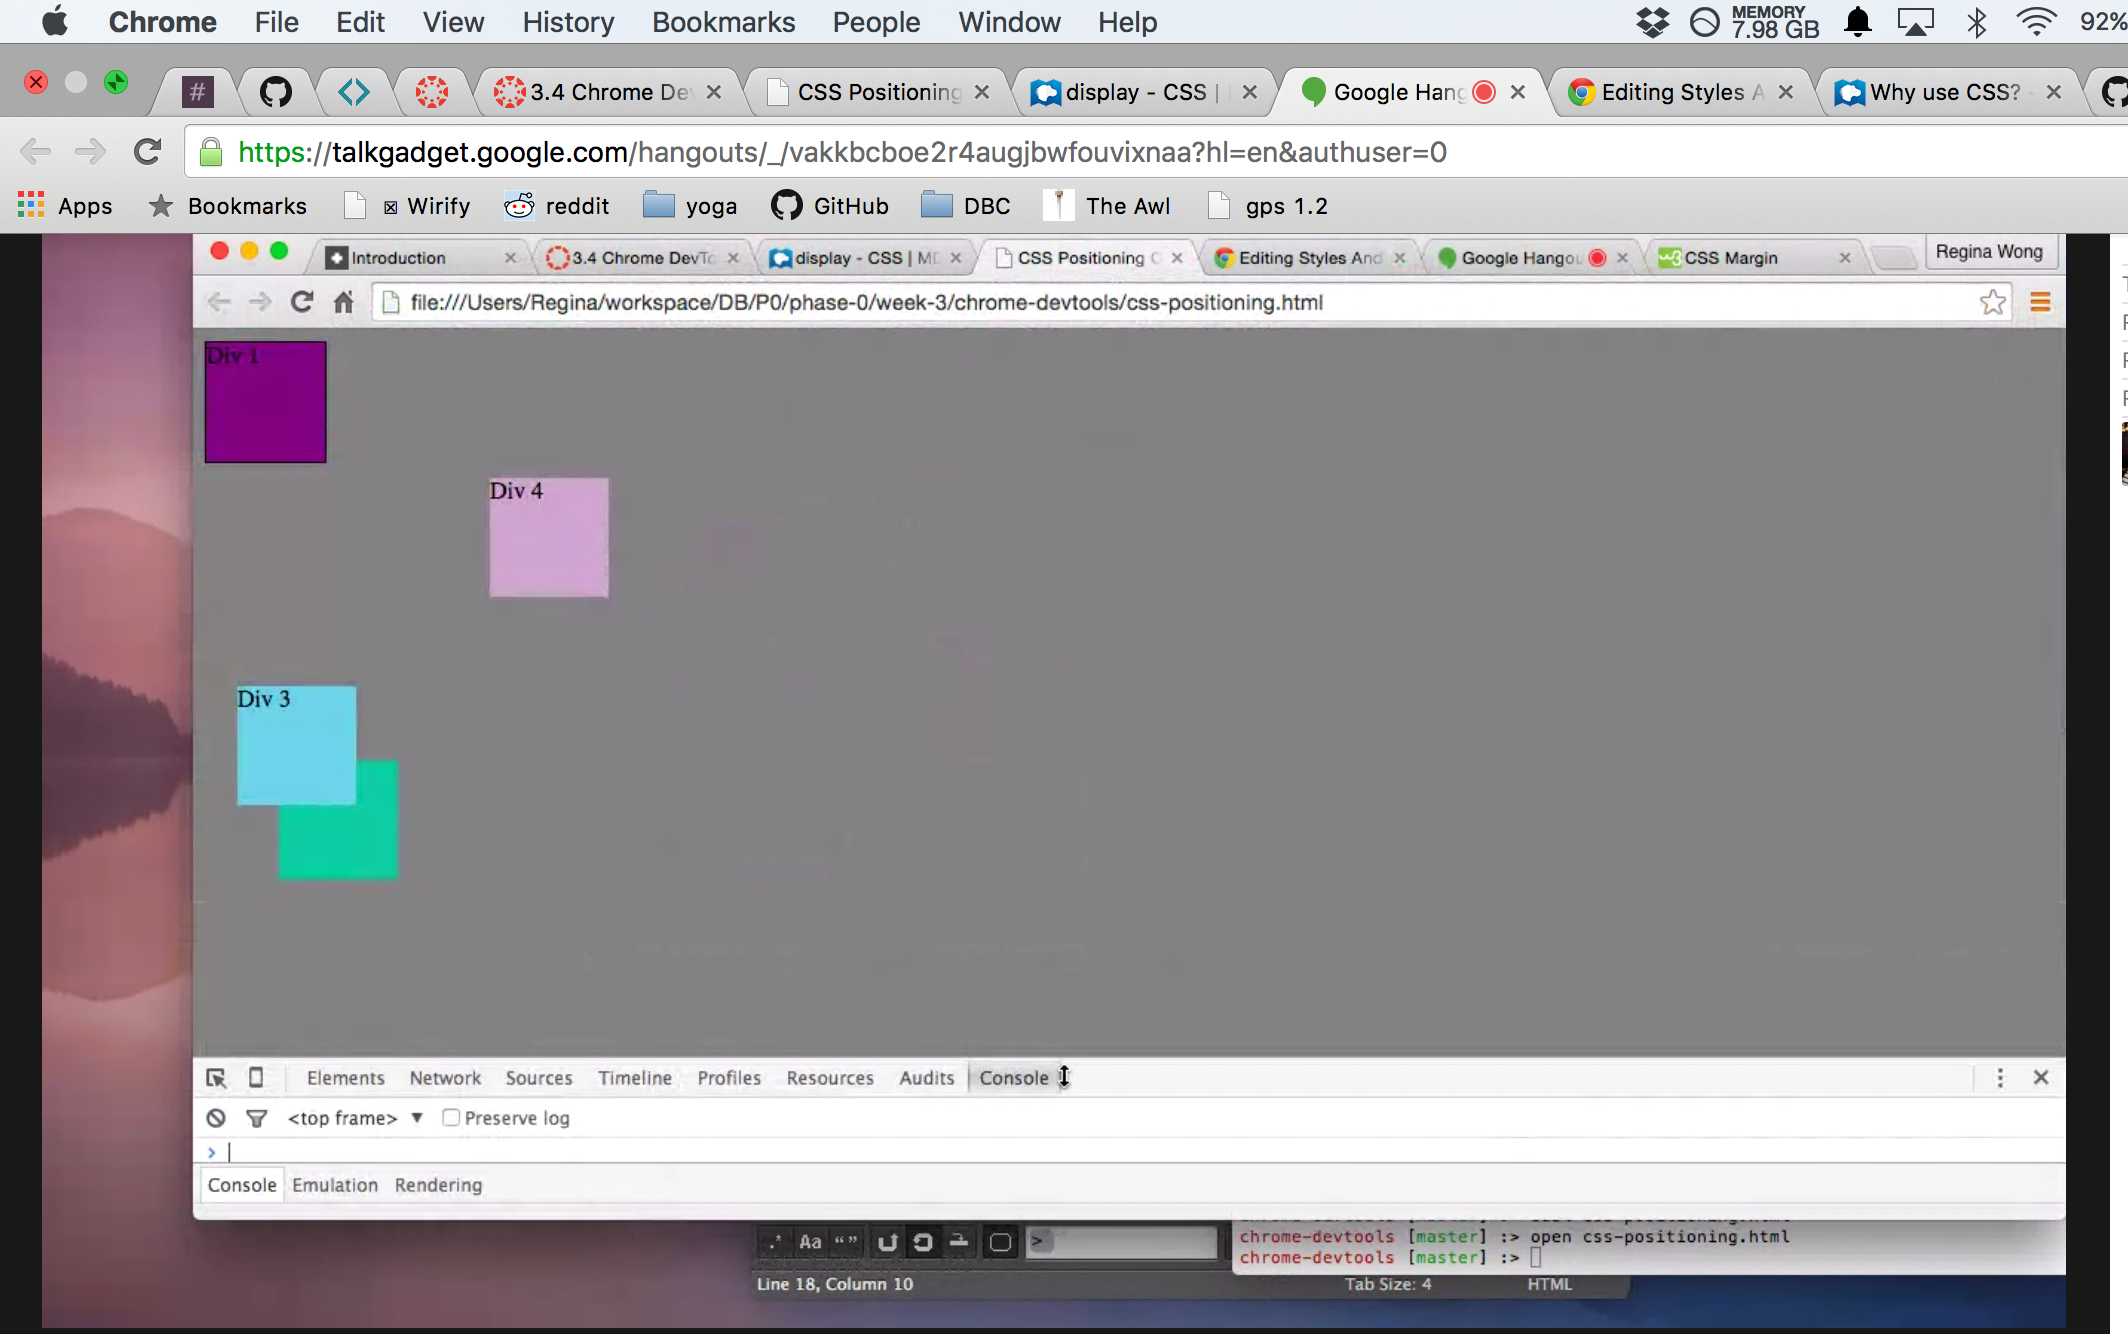 Chrome File Edit View History Bookmarks People Window Help MEMORY 7.98 GB 92%
# 3.4 Chrome De CSS Positioning display - CSS | Google Hang Editing Styles A Why use CSS? -
https://talkgadget.google.com/hangouts/_/vakkbcboe2r4augjbwfouvixnaa?hl=en&authuser=0
Apps Bookmarks Wirify reddit yoga GitHub DBC The Awl gps 1.2
Introduction 3.4 Chrome DevTo display - CSS | MD CSS Positioning Editing Styles And Google Hangou CSS Margin Regina Wong
file:///Users/Regina/workspace/DB/P0/phase-0/week-3/chrome-devtools/css-positioning.html
Div 1
Div 4
Div 3
Elements Network Sources Timeline Profiles Resources Audits Console
<top frame> ▼ Preserve log
>
Console Emulation Rendering
.* Aa “” >
chrome-devtools [master] :> open css-positioning.html
chrome-devtools [master] :>
Line 18, Column 10 Tab Size: 4 HTML